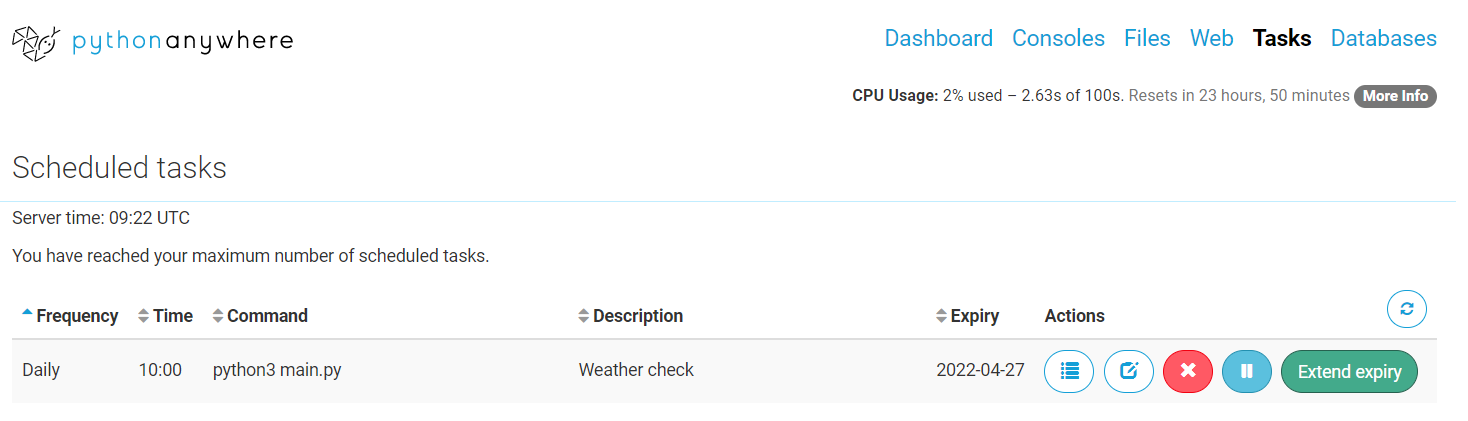 pythonanywhere
Dashboard Consoles Files Web Tasks Databases
CPU Usage: 2% used – 2.63s of 100s. Resets in 23 hours, 50 minutes More Info
Scheduled tasks
Server time: 09:22 UTC
You have reached your maximum number of scheduled tasks.
Frequency Time Command Description Expiry Actions
Daily 10:00 python3 main.py Weather check 2022-04-27 Extend expiry